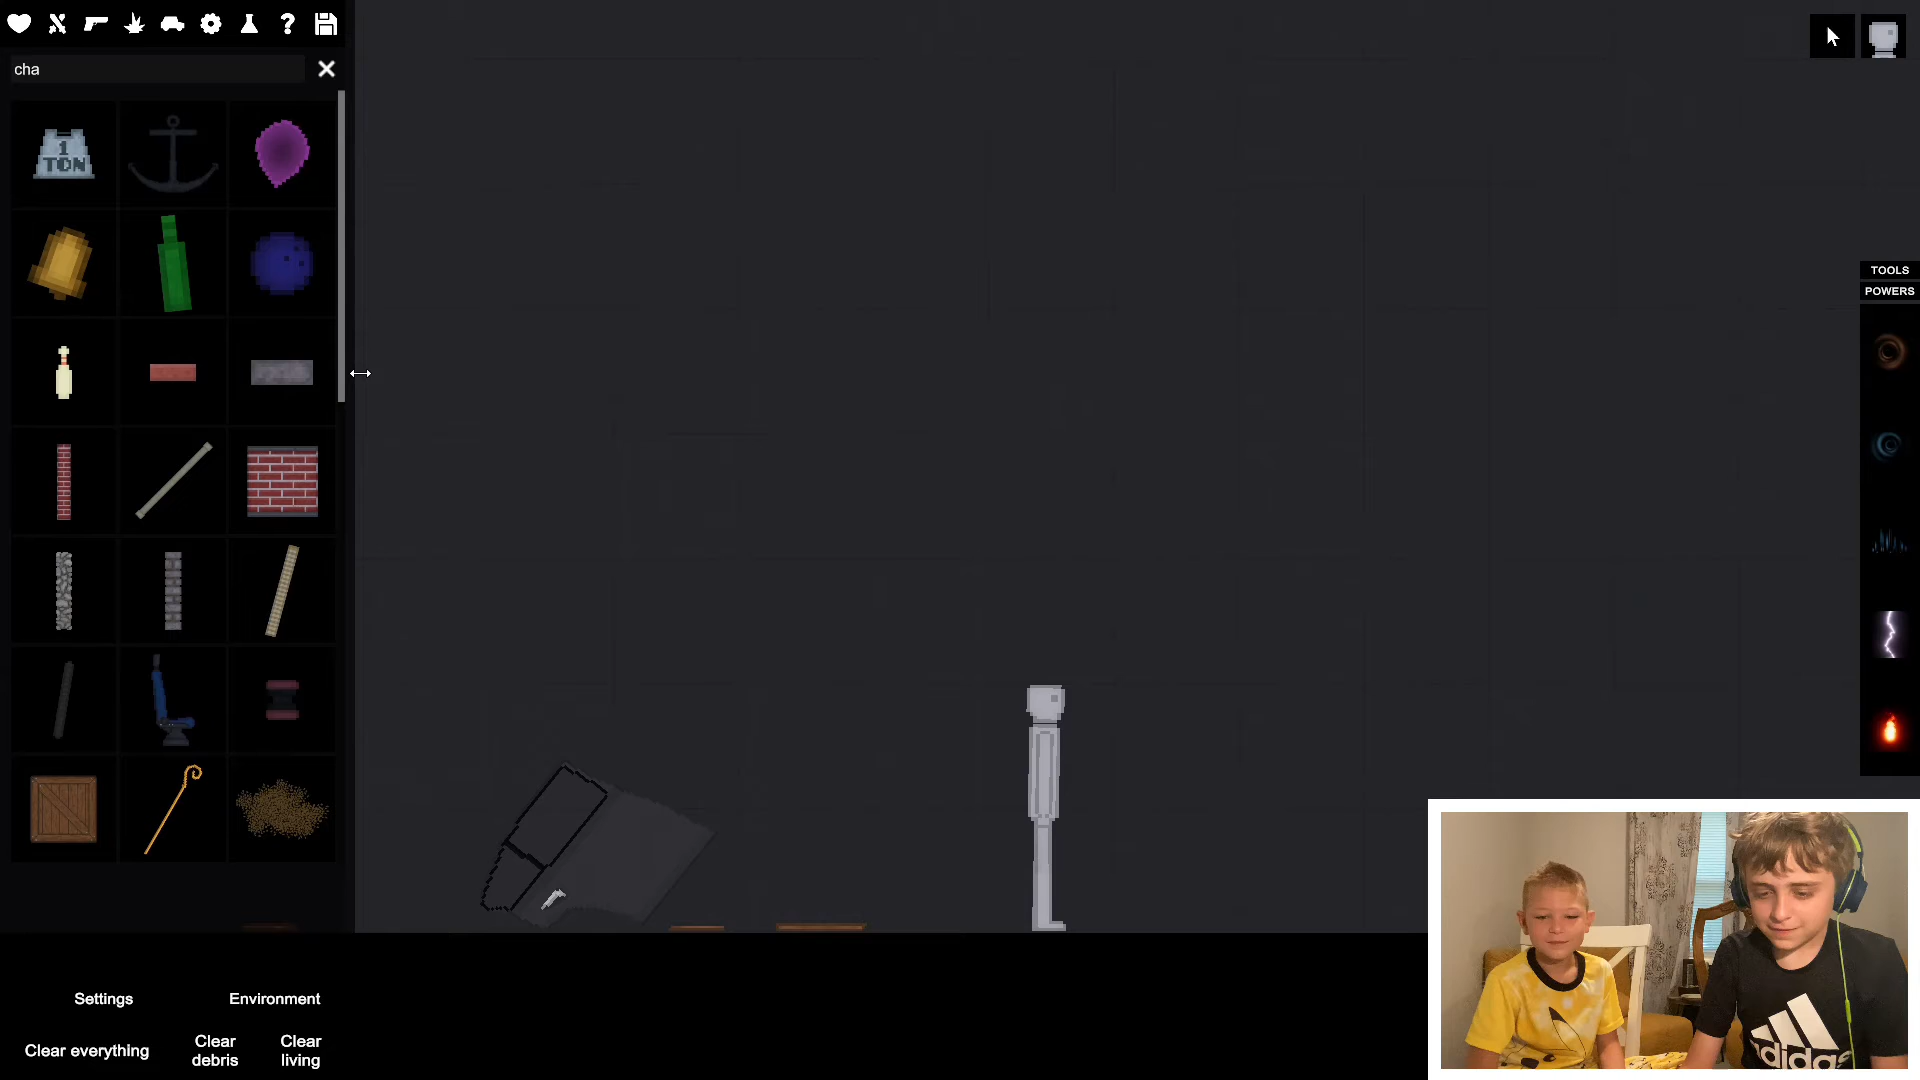 cha
1
TON
TOOLS
POWERS
Settings
Environment
Clear everything
Clear
debris
Clear
living
adidas